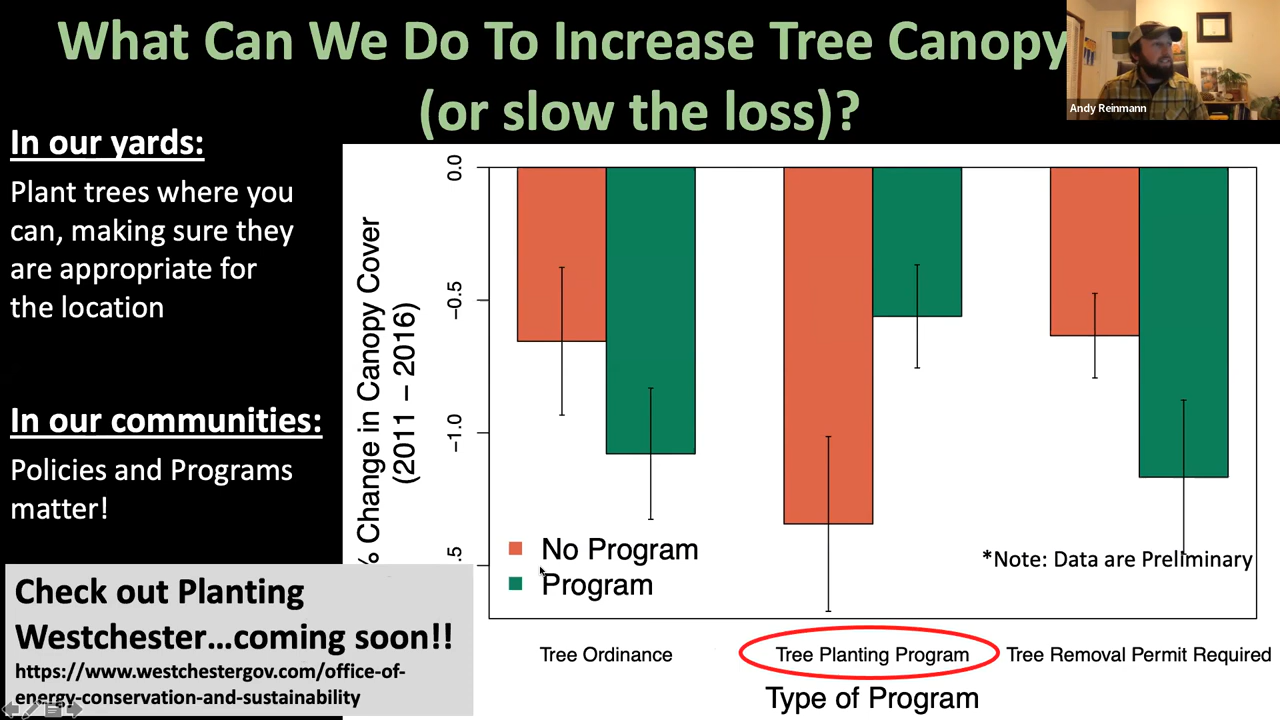 What Can We Do To Increase Tree Canopy
(or slow the loss)?
Andy Reinmann
In our yards:
Plant trees where you
can, making sure they
are appropriate for
the location
In our communities:
Policies and Programs
matter!
Check out Planting
Westchester...coming soon!!
https://www.westchestergov.com/office-of-
energy-conservation-and-sustainability
% Change in Canopy Cover
(2011 – 2016)
0.0
−0.5
−1.0
.5
No Program
Program
*Note: Data are Preliminary
Tree Ordinance
Tree Planting Program
Tree Removal Permit Required
Type of Program